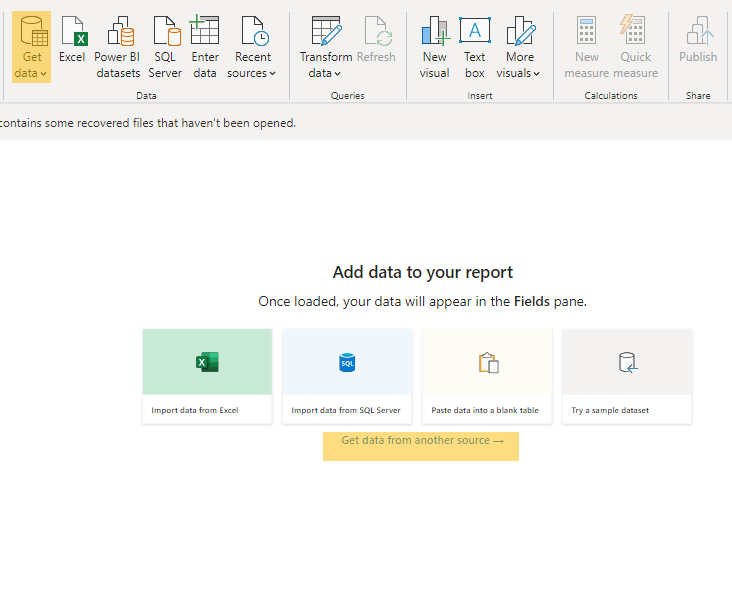 Get data
Excel
Power BI datasets
SQL Server
Enter data
Recent sources
Transform data
Refresh
New visual
Text box
More visuals
New measure
Quick measure
Publish
Data
Queries
Insert
Calculations
Share
contains some recovered files that haven't been opened.
Add data to your report
Once loaded, your data will appear in the Fields pane.
SQL
Import data from Excel
Import data from SQL Server
Paste data into a blank table
Try a sample dataset
Get data from another source →